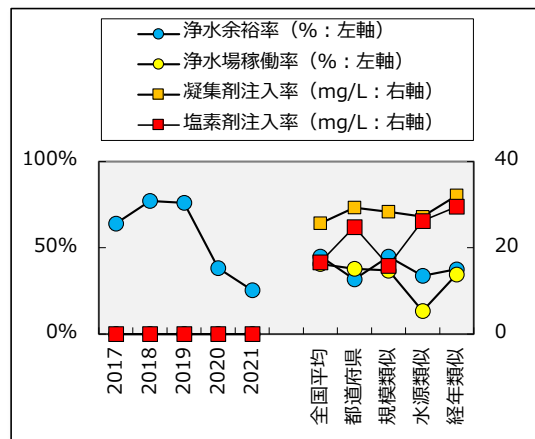 浄水余裕率（%：左軸）
浄水場稼働率（%：左軸）
凝集剤注入率（mg/L：右軸）
塩素剤注入率（mg/L：右軸）
100%
50%
0%
40
20
0
2017
2018
2019
2020
2021
全国平均
都道府県
規模類似
水源類似
経年類似